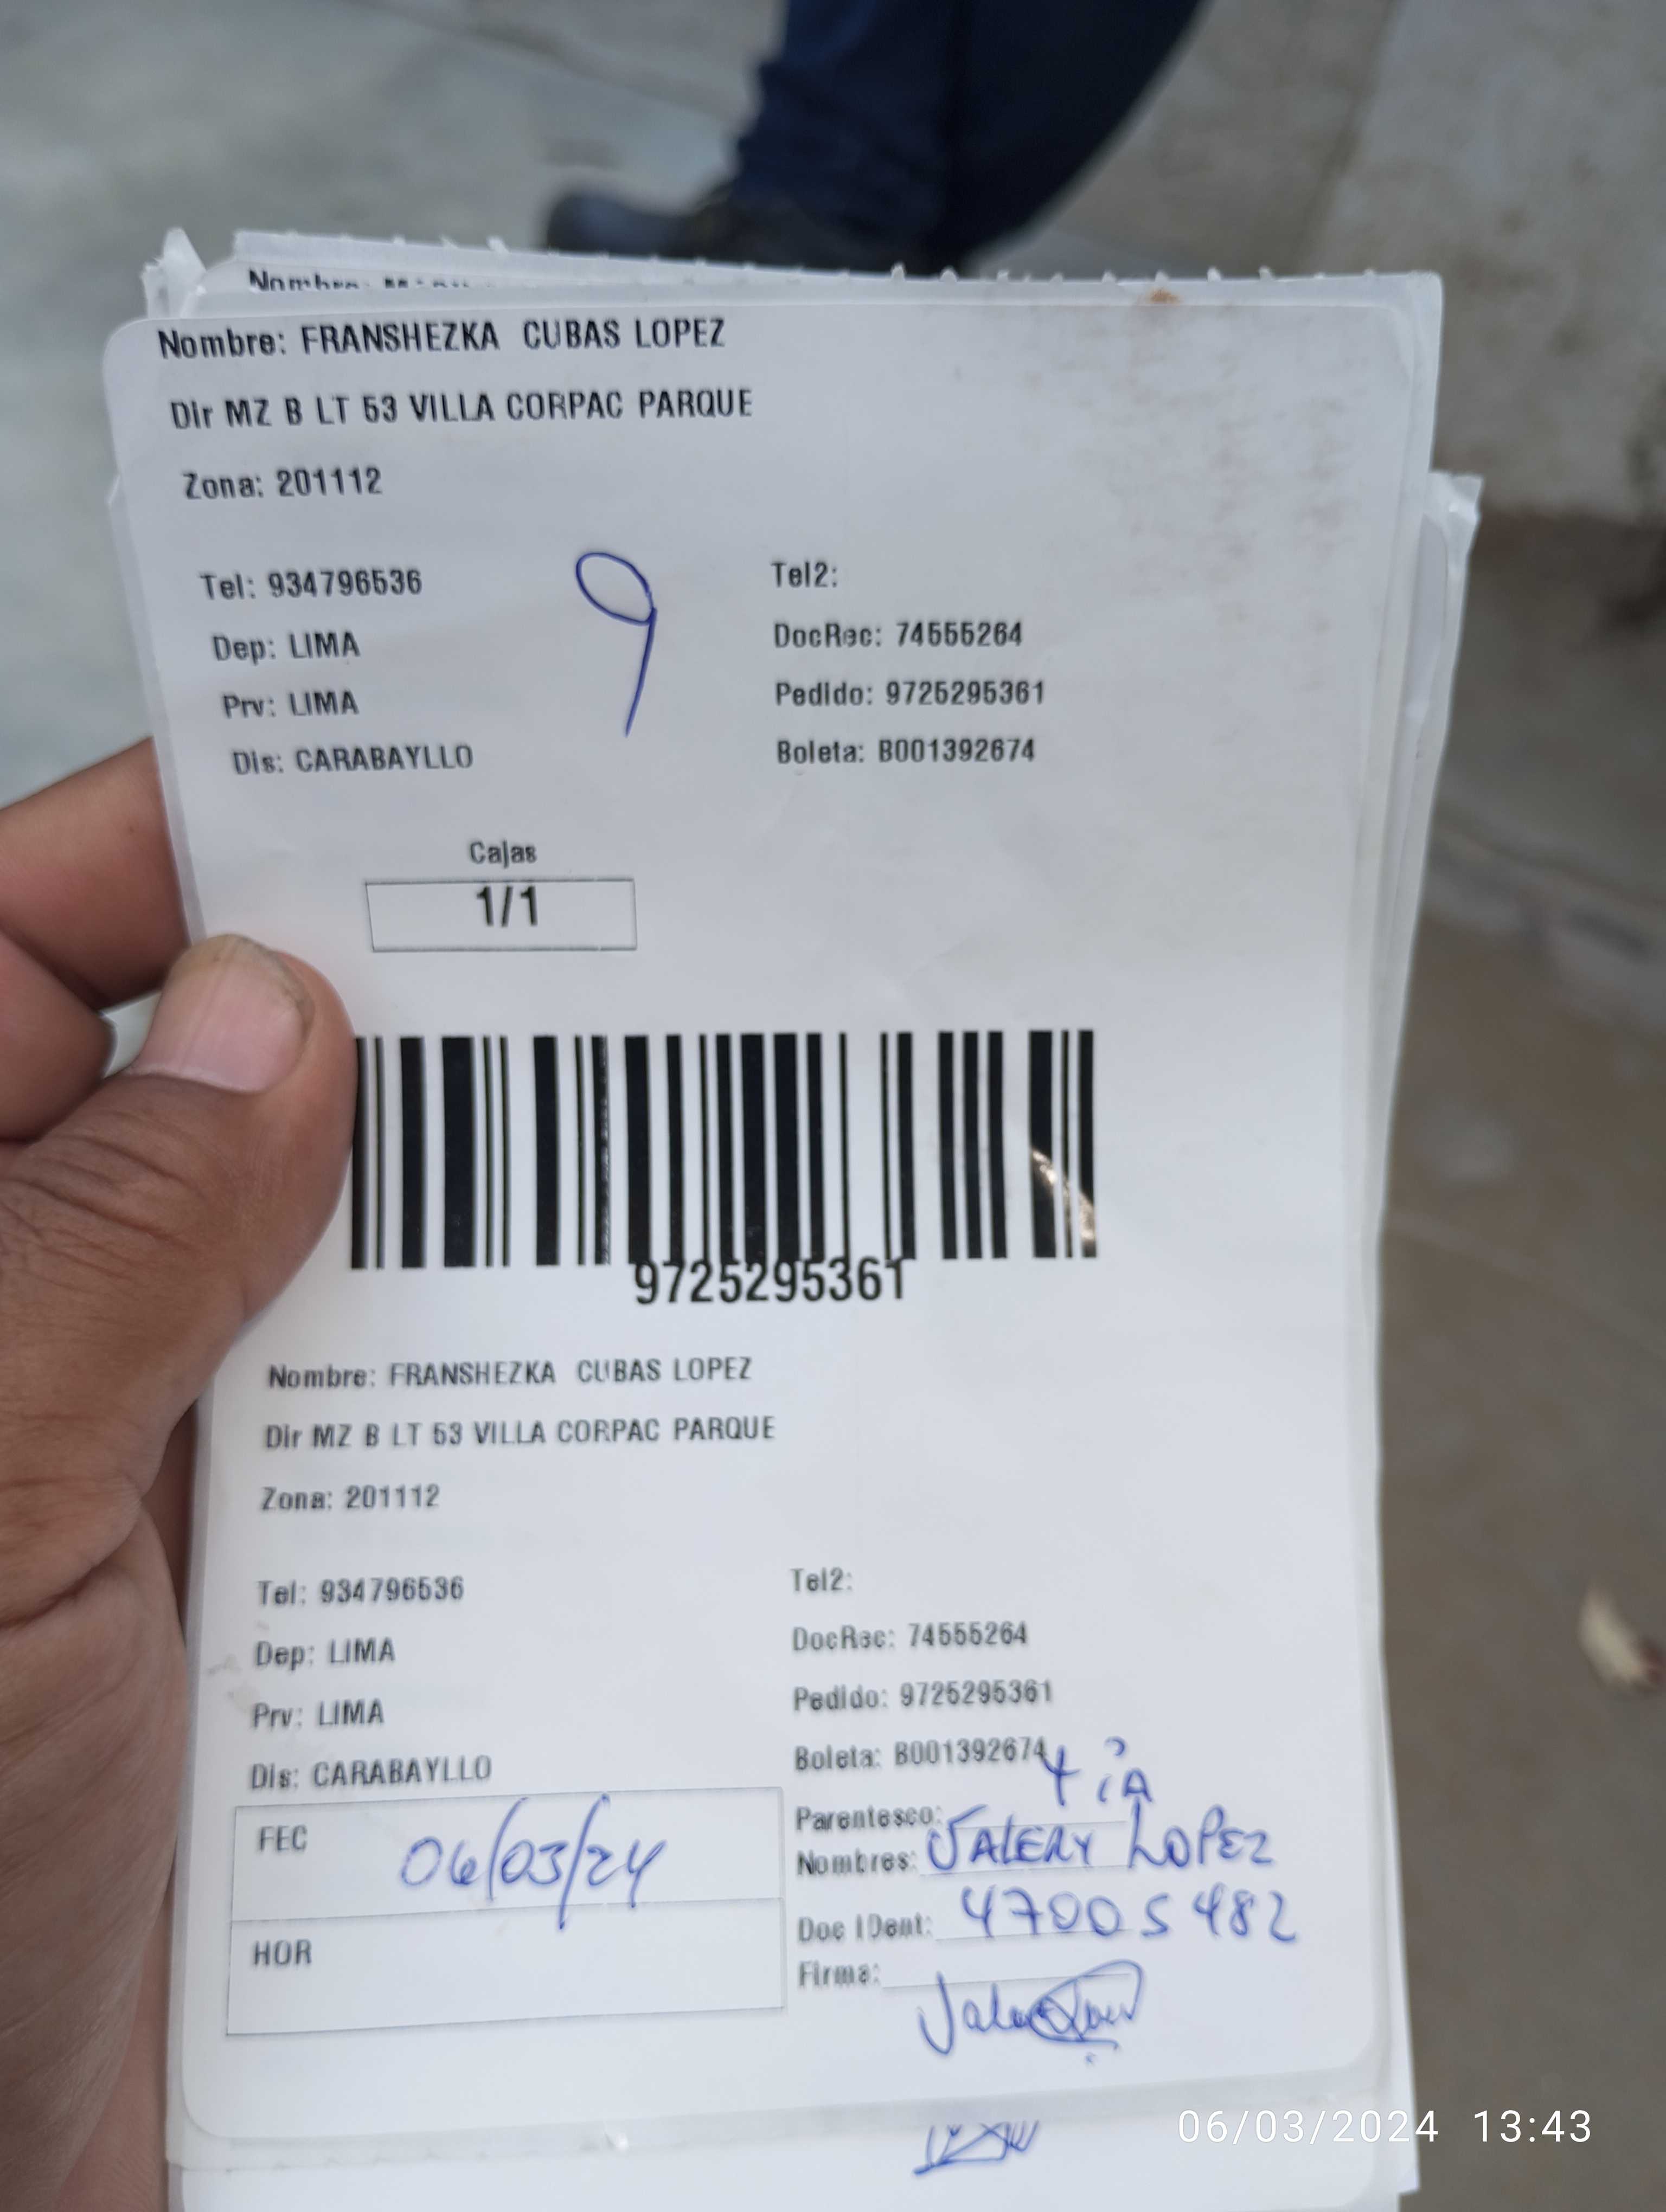 Nombre:
Nombre: FRANSHEZKA CUBAS LOPEZ
Dir MZ B LT 53 VILLA CORPAC PARQUE
Zona: 201112
9
Tel: 934796536 Tel2:
Dep: LIMA DocRec: 74555264
Prv: LIMA Pedido: 9725295361
Dis: CARABAYLLO Boleta: B001392674
Cajas
1/1
9725295361
Nombre: FRANSHEZKA CUBAS LOPEZ
Dir MZ B LT 53 VILLA CORPAC PARQUE
Zona: 201112
Tel: 934796536 Tel2:
Dep: LIMA DocRec: 74555264
Prv: LIMA Pedido: 9725295361
Dis: CARABAYLLO Boleta: B001392674
FEC 06/03/24
HOR
Parentesco: TiA
Nombres: VALERY LOPEZ
Doc IDent: 47005482
Firma:
06/03/2024 13:43